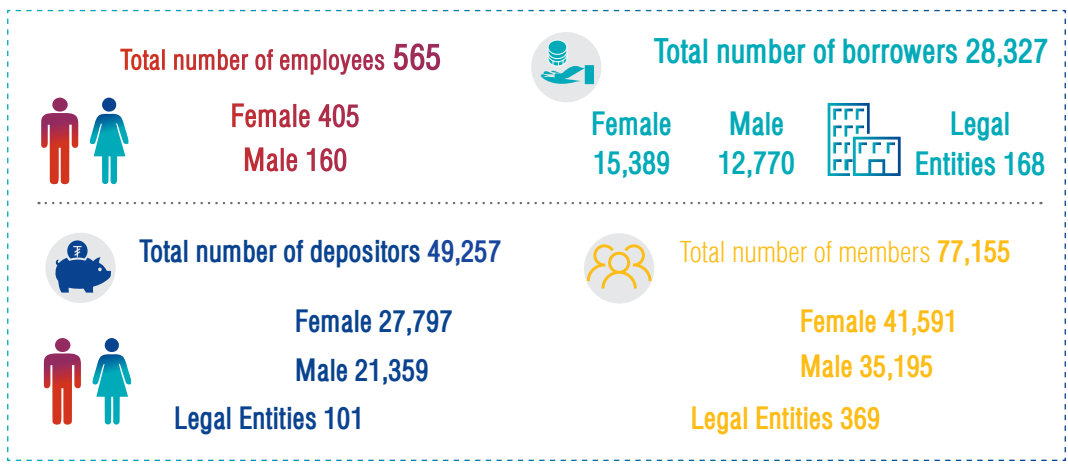 Total number of employees 565
Female 405
Male 160
Total number of borrowers 28,327
Female
15,389
Male
12,770
Legal
Entities 168
₮
Total number of depositors 49,257
Female 27,797
Male 21,359
Legal Entities 101
Total number of members 77,155
Female 41,591
Male 35,195
Legal Entities 369